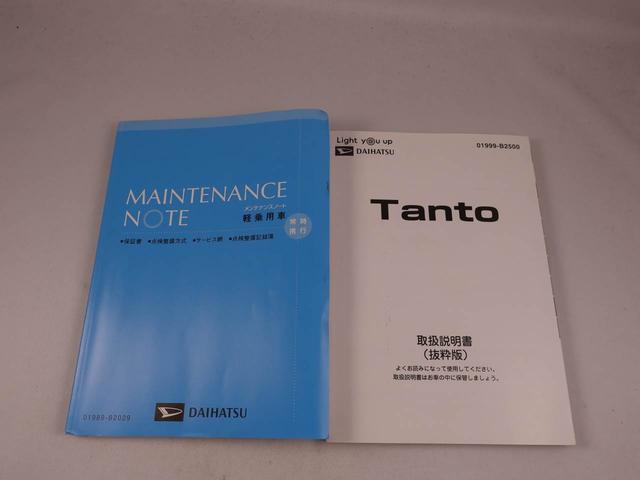 MAINTENANCE
NOTE
メンテナンスノート
軽乗用車
常時
携行
●保証書 ●点検整備方式 ●サービス網 ●点検整備記録簿
01989-B2029
DAIHATSU
Light you up
DAIHATSU
01999-B2500
Tanto
取扱説明書
（抜粋版）
よくお読みになって使用してください。
取扱説明書はお車の中に保管しましょう。